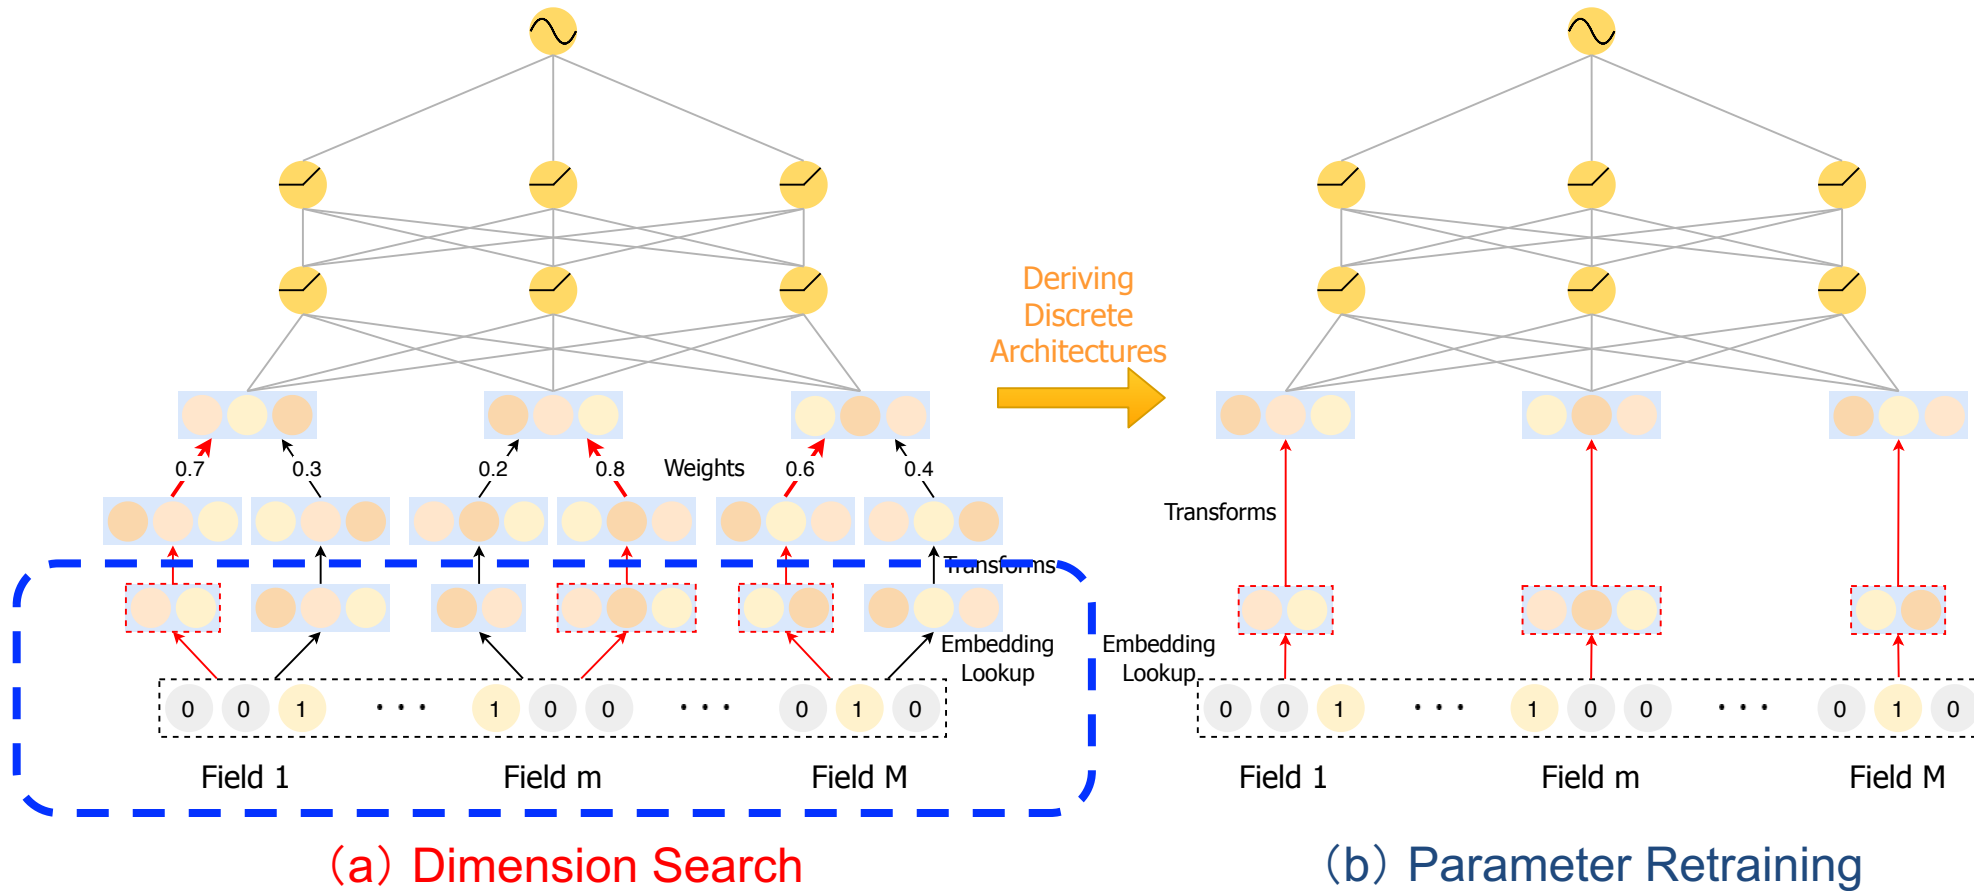 Deriving
Discrete
Architectures
0.7
0.3
0.2
0.8
Weights
0.6
0.4
Transforms
Transforms
Embedding
Lookup
Embedding
Lookup
0 0 1 ··· 1 0 0 ··· 0 1 0
0 0 1 ··· 1 0 0 ··· 0 1 0
Field 1
Field m
Field M
Field 1
Field m
Field M
（a）Dimension Search
（b）Parameter Retraining